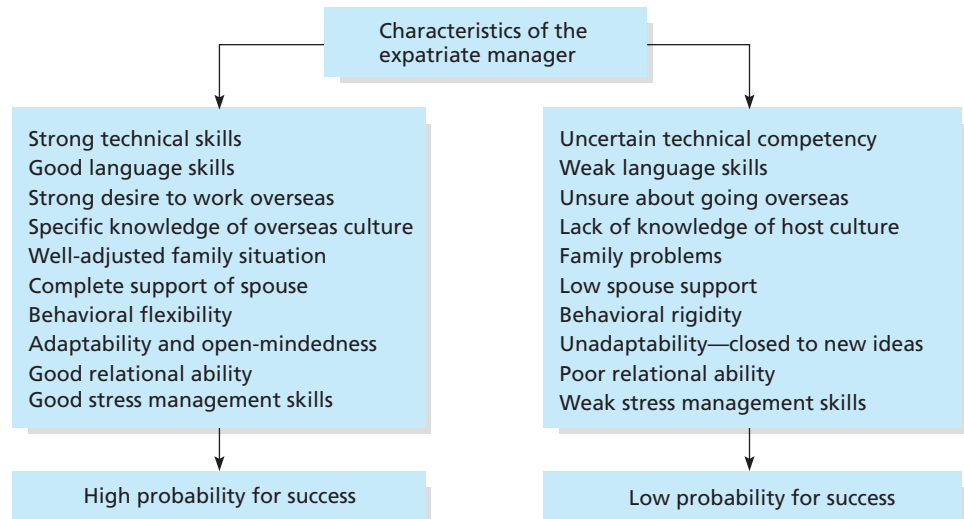 Characteristics of the
expatriate manager
Strong technical skills
Good language skills
Strong desire to work overseas
Specific knowledge of overseas culture
Well-adjusted family situation
Complete support of spouse
Behavioral flexibility
Adaptability and open-mindedness
Good relational ability
Good stress management skills
Uncertain technical competency
Weak language skills
Unsure about going overseas
Lack of knowledge of host culture
Family problems
Low spouse support
Behavioral rigidity
Unadaptability—closed to new ideas
Poor relational ability
Weak stress management skills
High probability for success
Low probability for success